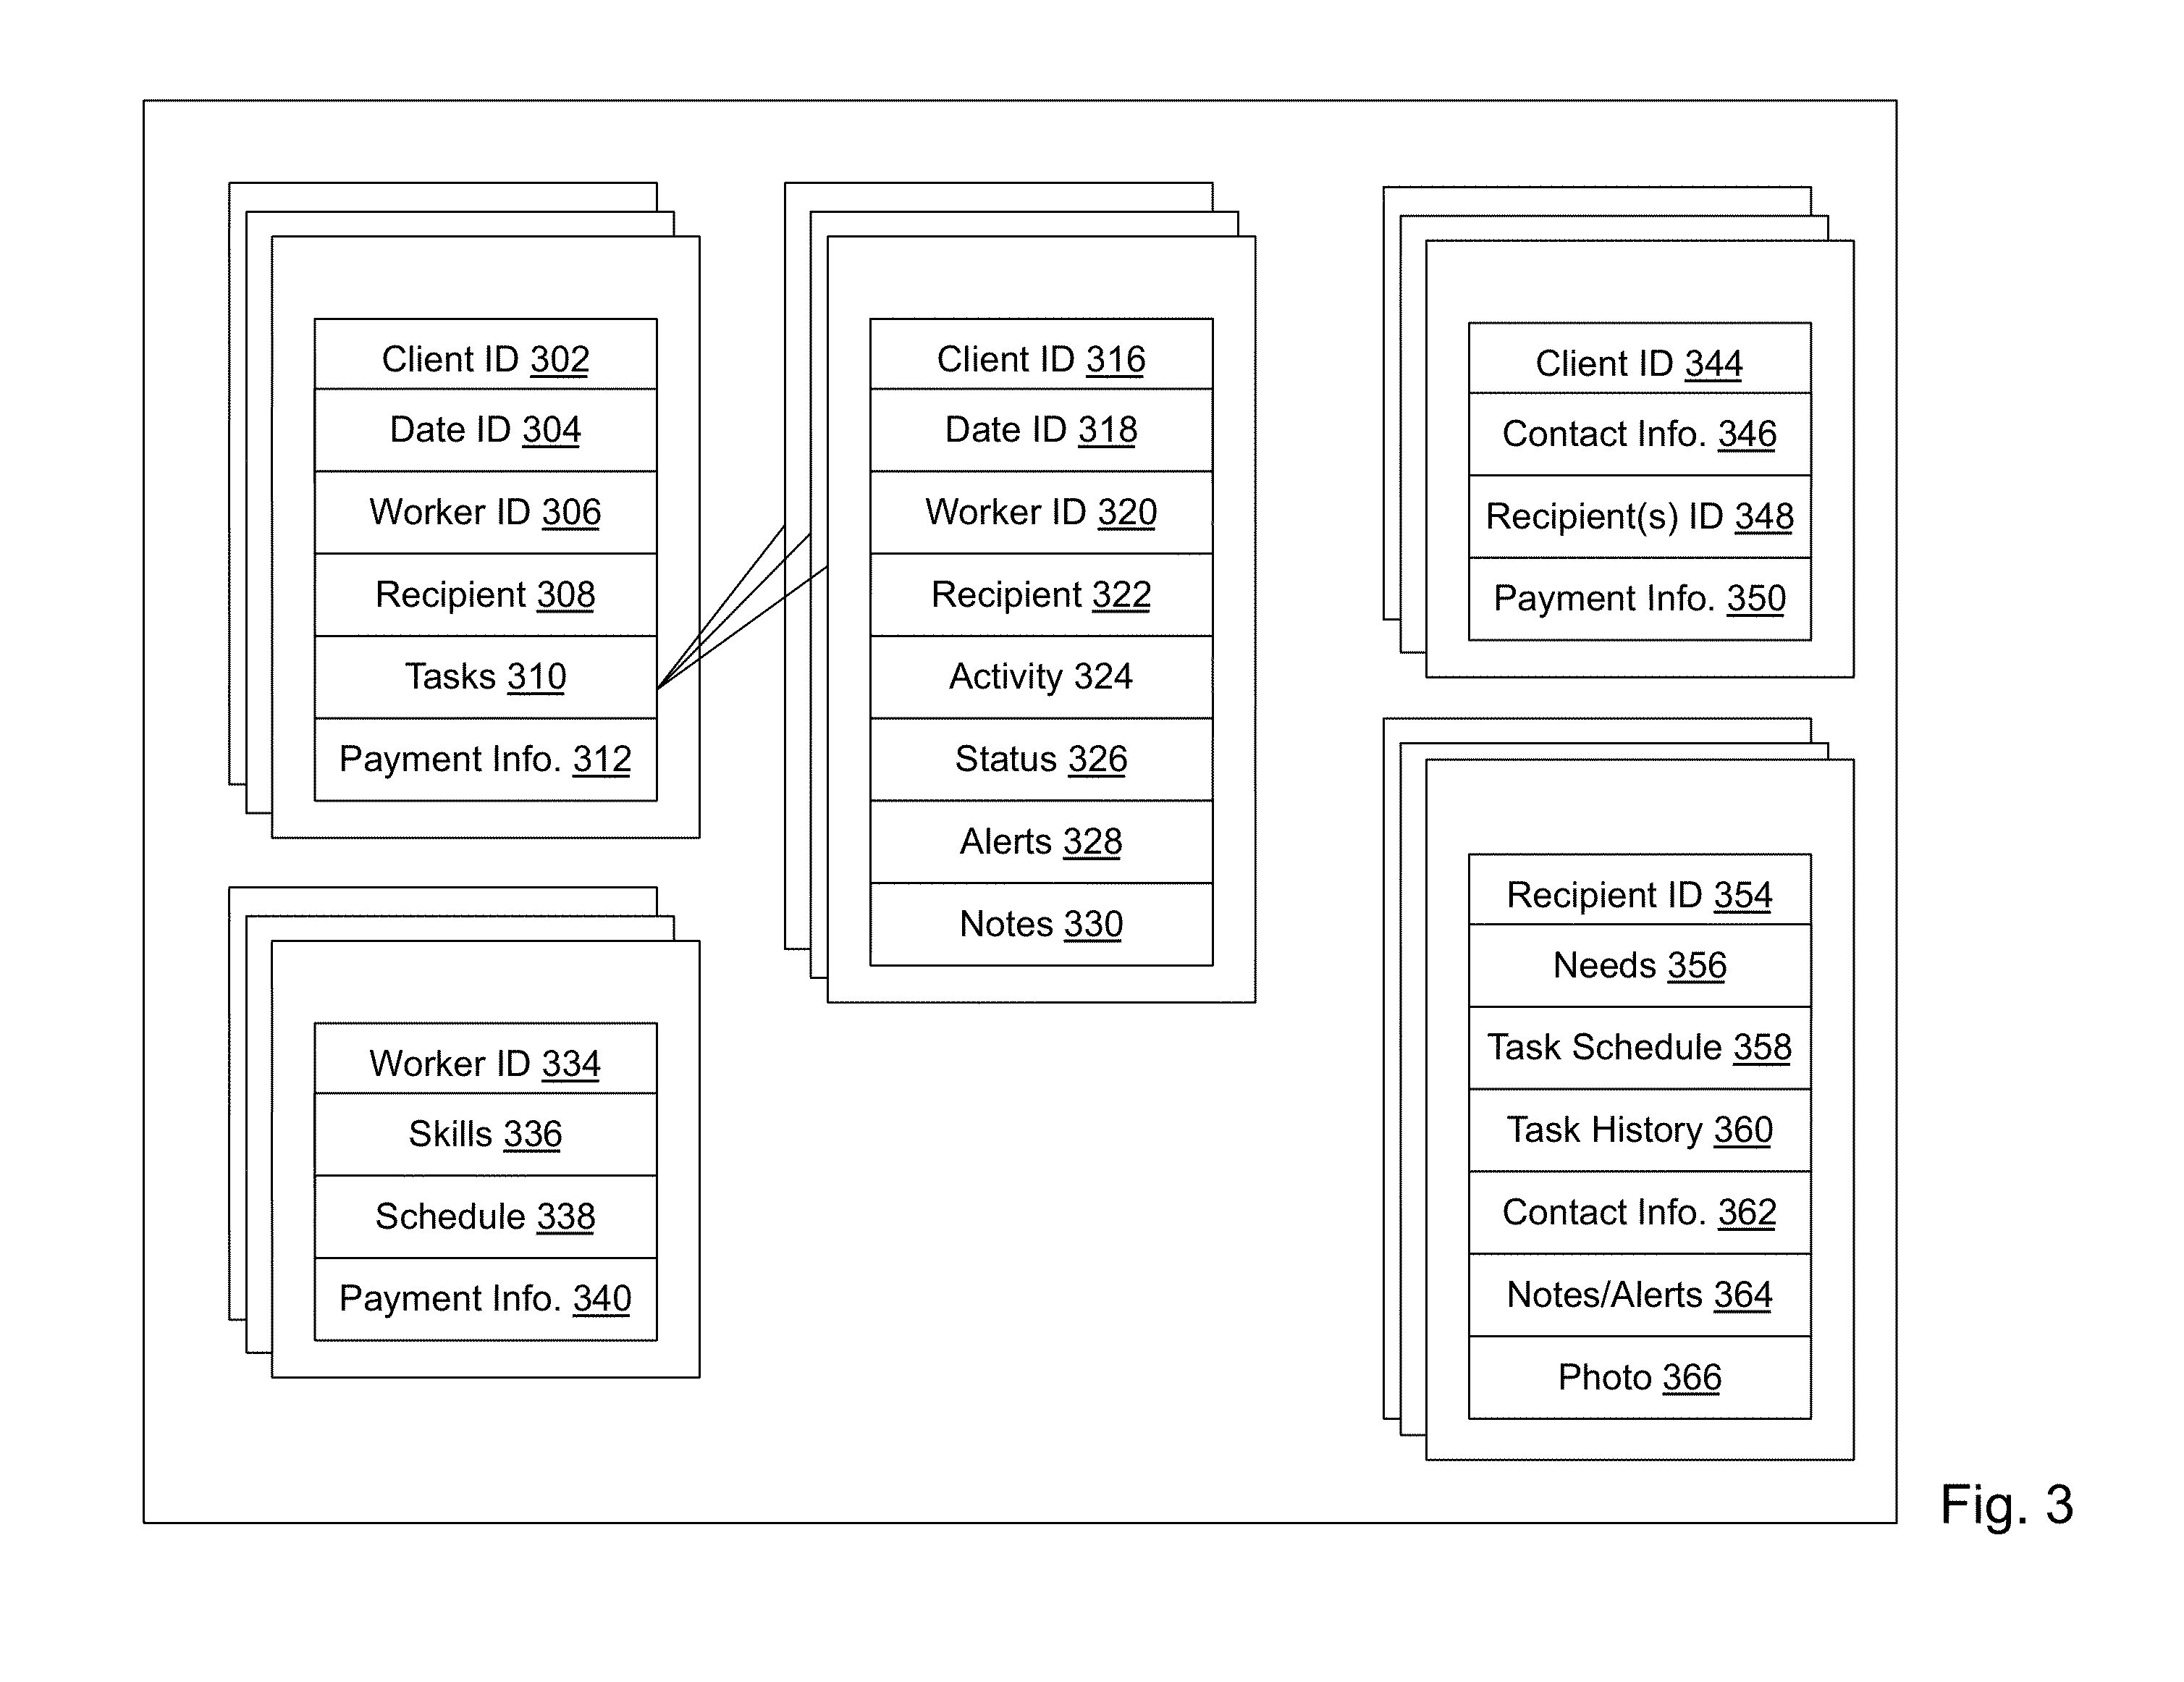 Client ID 302
Date ID 304
Worker ID 306
Recipient 308
Tasks 310
Payment Info. 312
Client ID 316
Date ID 318
Worker ID 320
Recipient 322
Activity 324
Status 326
Alerts 328
Notes 330
Client ID 344
Contact Info. 346
Recipient(s) ID 348
Payment Info. 350
Worker ID 334
Skills 336
Schedule 338
Payment Info. 340
Recipient ID 354
Needs 356
Task Schedule 358
Task History 360
Contact Info. 362
Notes/Alerts 364
Photo 366
Fig. 3